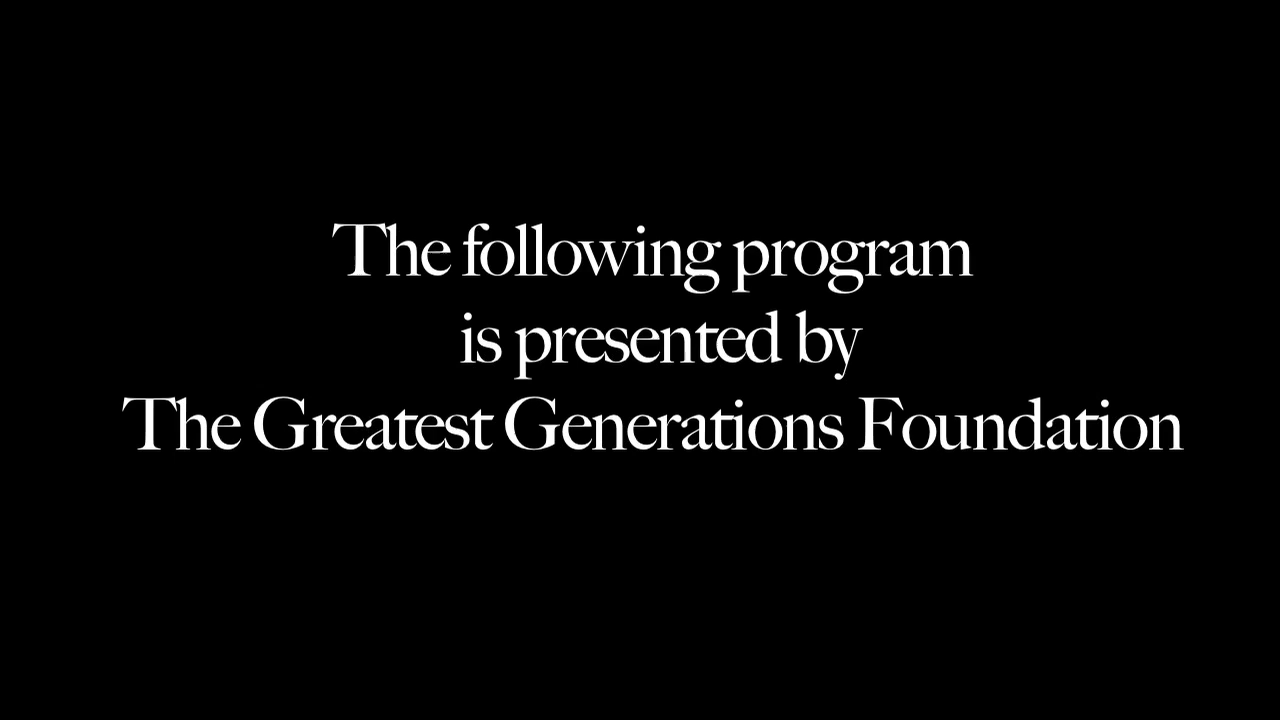 The following program
is presented by
The Greatest Generations Foundation